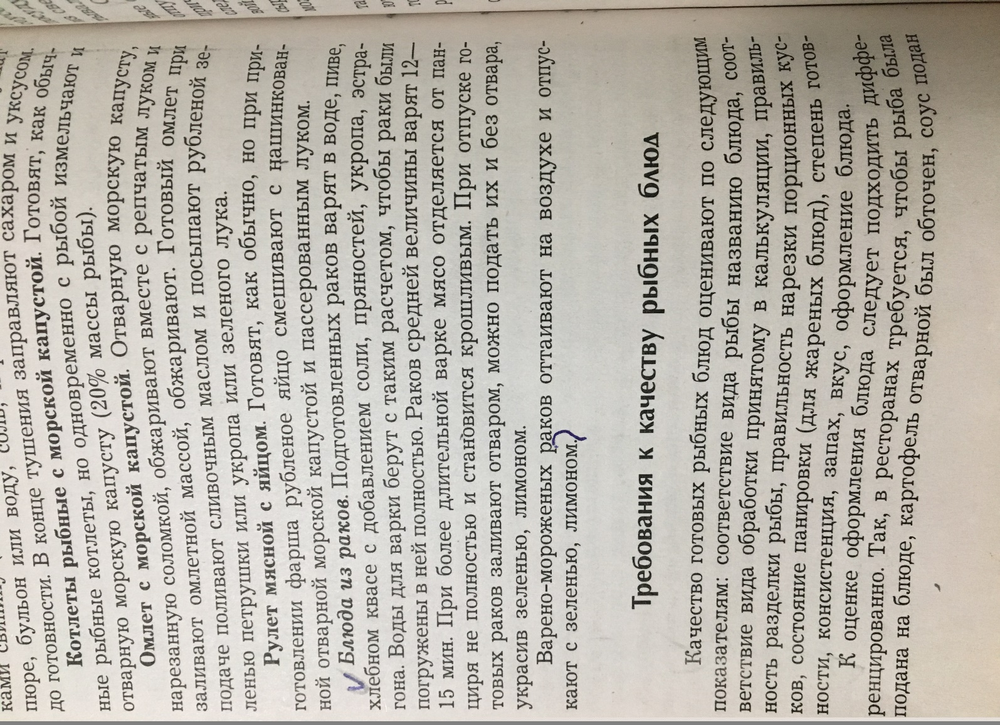 ками свинину
пюре, бульон или воду, соль, заправляют сахаром и уксусом.
до готовности. В конце тушения заправляют сахаром и уксусом.
Котлеты рыбные с морской капустой. Готовят, как обыч-
ные рыбные котлеты, но одновременно с рыбой измельчают и
отварную морскую капусту (20% массы рыбы).
Омлет с морской капустой. Отварную морскую капусту,
нарезанную соломкой, обжаривают вместе с репчатым луком и
заливают омлетной массой, обжаривают. Готовый омлет при
подаче поливают сливочным маслом и посыпают рубленой зе-
ленью петрушки или укропа или зеленого лука.
Рулет мясной с яйцом. Готовят, как обычно, но при при-
готовлении фарша рубленое яйцо смешивают с нашинкован-
ной отварной морской капустой и пассерованным луком.
Блюда из раков. Подготовленных раков варят в воде, пиве,
хлебном квасе с добавлением соли, пряностей, укропа, эстра-
гона. Воды для варки берут с таким расчетом, чтобы раки были
погружены в ней полностью. Раков средней величины варят 12—
15 мин. При более длительной варке мясо отделяется от пан-
циря не полностью и становится крошливым. При отпуске го-
товых раков заливают отваром, можно подать их и без отвара,
украсив зеленью, лимоном.
Варено-мороженых раков оттаивают на воздухе и отпус-
кают с зеленью, лимоном.
Требования к качеству рыбных блюд
Качество готовых рыбных блюд оценивают по следующим
показателям: соответствие вида рыбы названию блюда, соот-
ветствие вида обработки принятому в калькуляции, правиль-
ность разделки рыбы, правильность нарезки порционных кус-
ков, состояние панировки (для жареных блюд), степень готов-
ности, консистенция, запах, вкус, оформление блюда.
К оценке оформления блюда следует подходить диффе-
ренцированно. Так, в ресторанах требуется, чтобы рыба была
подана на блюде, картофель отварной был обточен, соус подан